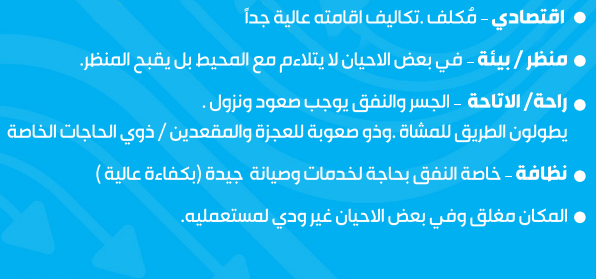 • اقتصادي - مُكلف .تكاليف اقامته عالية جداً
• منظر / بيئة - في بعض الاحيان لا يتلاءم مع المحيط بل يقبح المنظر.
• راحة/ الاتاحة - الجسر والنفق يوجب صعود ونزول .
يطولون الطريق للمشاة .وذو صعوبة للعجزة والمقعدين / ذوي الحاجات الخاصة
• نظافة - خاصة النفق بحاجة لخدمات وصيانة جيدة (بكفاءة عالية )
• المكان مغلق وفي بعض الاحيان غير ودي لمستعمليه.